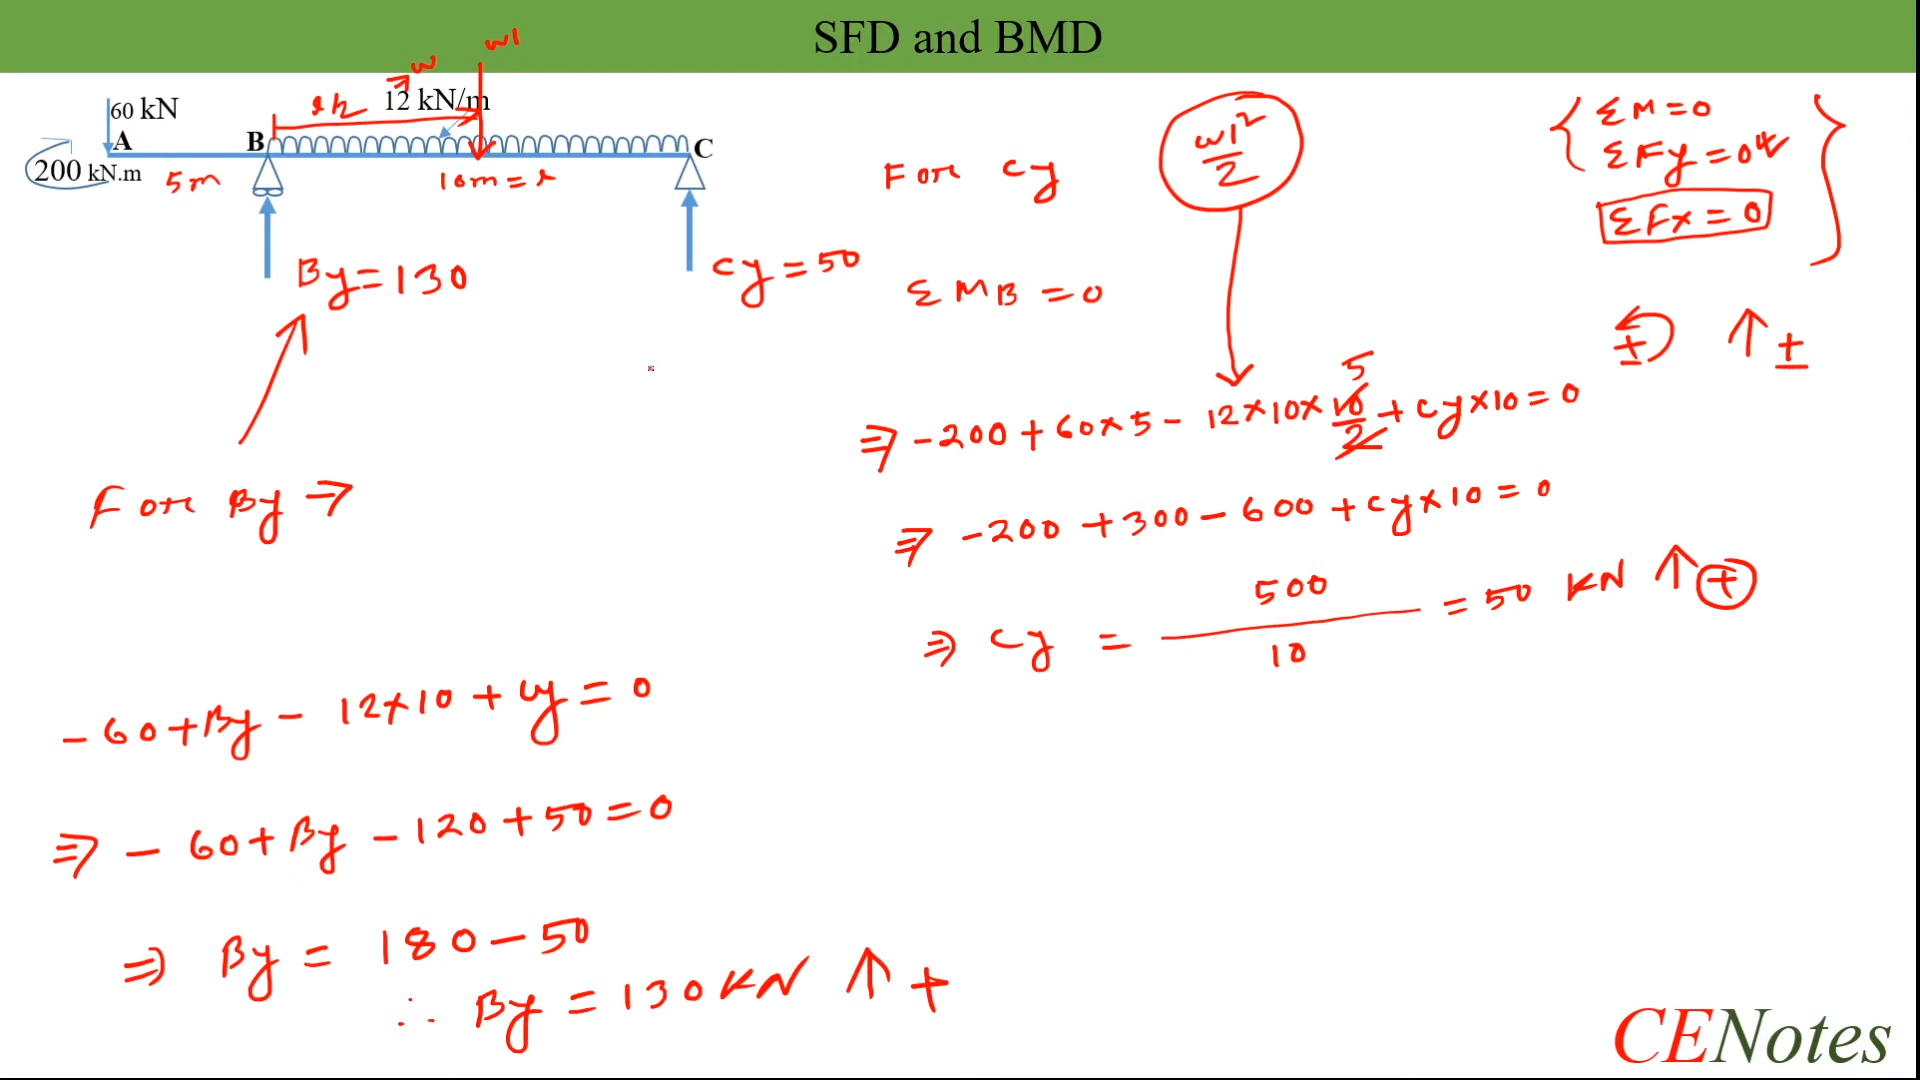 SFD and BMD
wl
w
60 kN
l/2
12 kN/m
A
B
C
200 kN.m
5m
10m = l
By = 130
Cy = 50
For Cy
wl²/2
ΣM = 0
ΣFy = 0
ΣFx = 0
ΣMB = 0
+ ↑ +
5
⇒ -200 + 60×5 - 12×10×10/2 + Cy×10 = 0
⇒ -200 + 300 - 600 + Cy×10 = 0
⇒ Cy = 500/10 = 50 KN ↑ +
For By →
-60 + By - 12×10 + Cy = 0
⇒ - 60 + By - 120 + 50 = 0
⇒ By = 180 - 50
∴ By = 130 KN ↑ +
CENotes